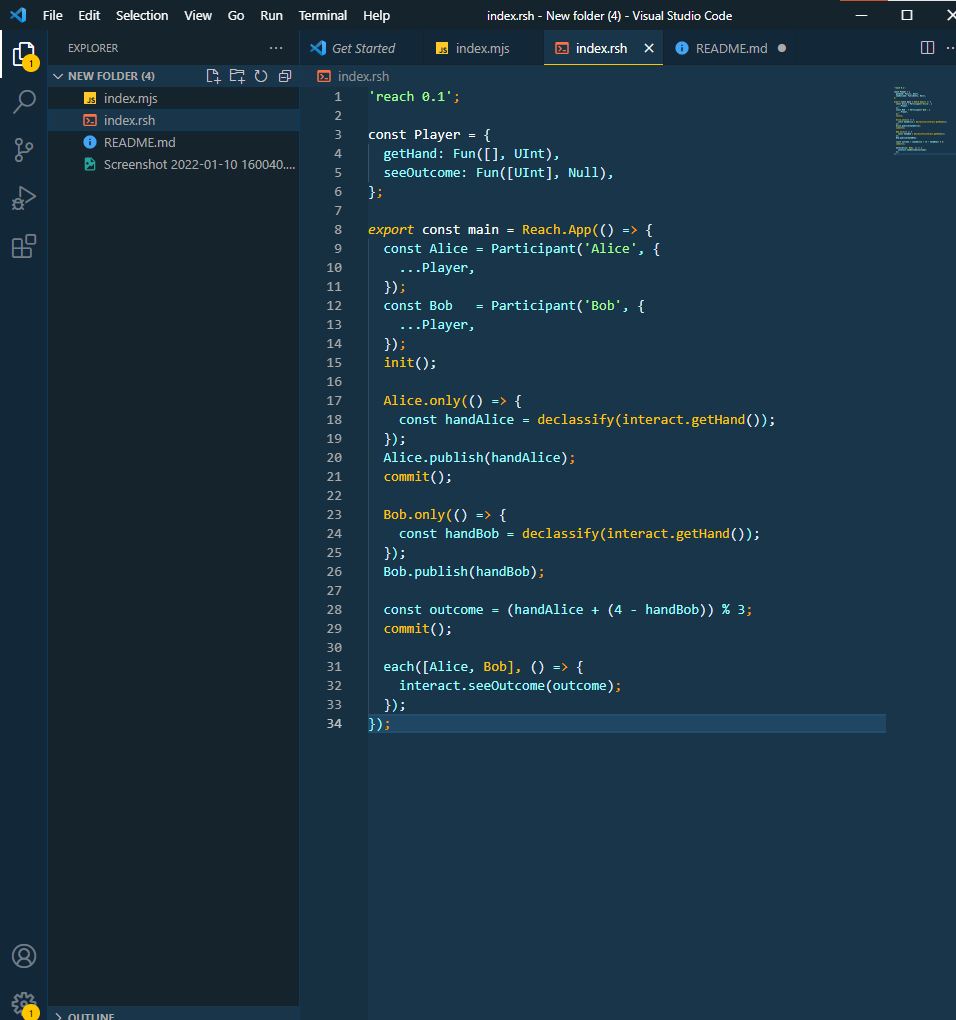 File Edit Selection View Go Run Terminal Help index.rsh - New folder (4) - Visual Studio Code
EXPLORER
Get Started index.mjs index.rsh README.md
NEW FOLDER (4)
index.rsh
index.mjs
index.rsh
README.md
Screenshot 2022-01-10 160040....
1
1 'reach 0.1';
2
3 const Player = {
4 getHand: Fun([], UInt),
5 seeOutcome: Fun([UInt], Null),
6 };
7
8 export const main = Reach.App(() => {
9 const Alice = Participant('Alice', {
10 ...Player,
11 });
12 const Bob   = Participant('Bob', {
13 ...Player,
14 });
15 init();
16
17 Alice.only(() => {
18 const handAlice = declassify(interact.getHand());
19 });
20 Alice.publish(handAlice);
21 commit();
22
23 Bob.only(() => {
24 const handBob = declassify(interact.getHand());
25 });
26 Bob.publish(handBob);
27
28 const outcome = (handAlice + (4 - handBob)) % 3;
29 commit();
30
31 each([Alice, Bob], () => {
32 interact.seeOutcome(outcome);
33 });
34 });
1
OUTLINE